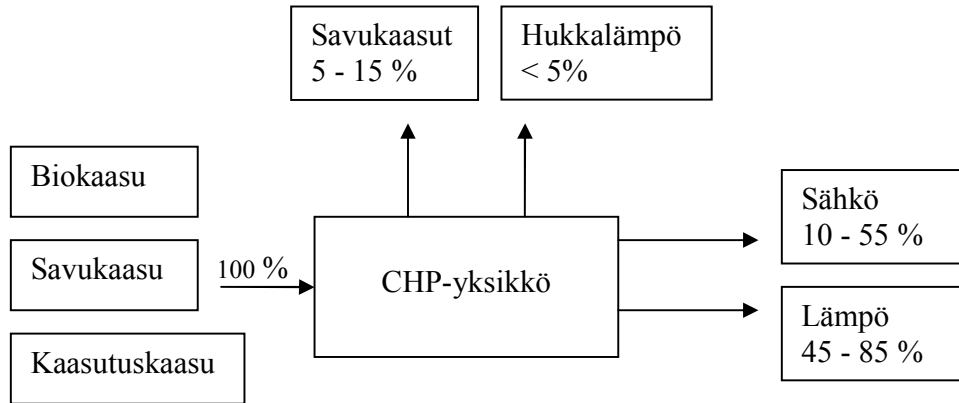 Savukaasut
5 - 15 %
Hukkalämpö
< 5%
Biokaasu
Savukaasu
Kaasutuskaasu
100 %
CHP-yksikkö
Sähkö
10 - 55 %
Lämpö
45 - 85 %